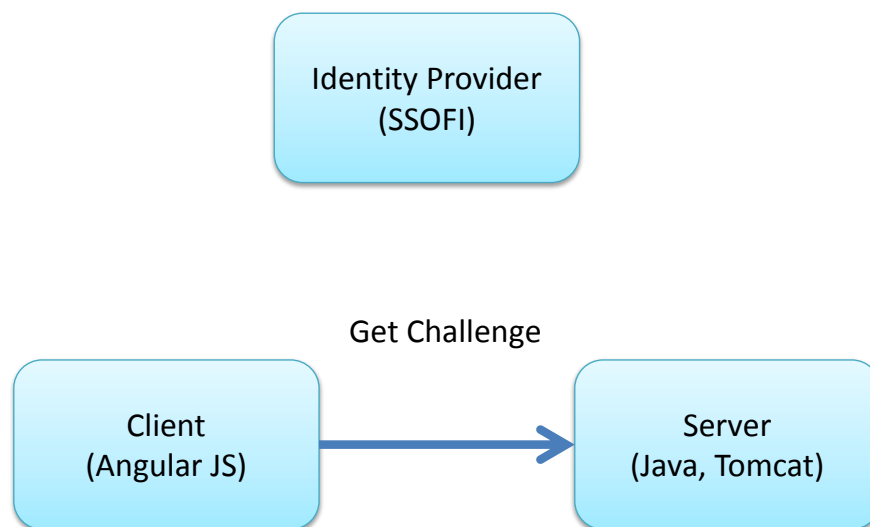 Identity Provider
(SSOFI)
Get Challenge
Client
(Angular JS)
Server
(Java, Tomcat)